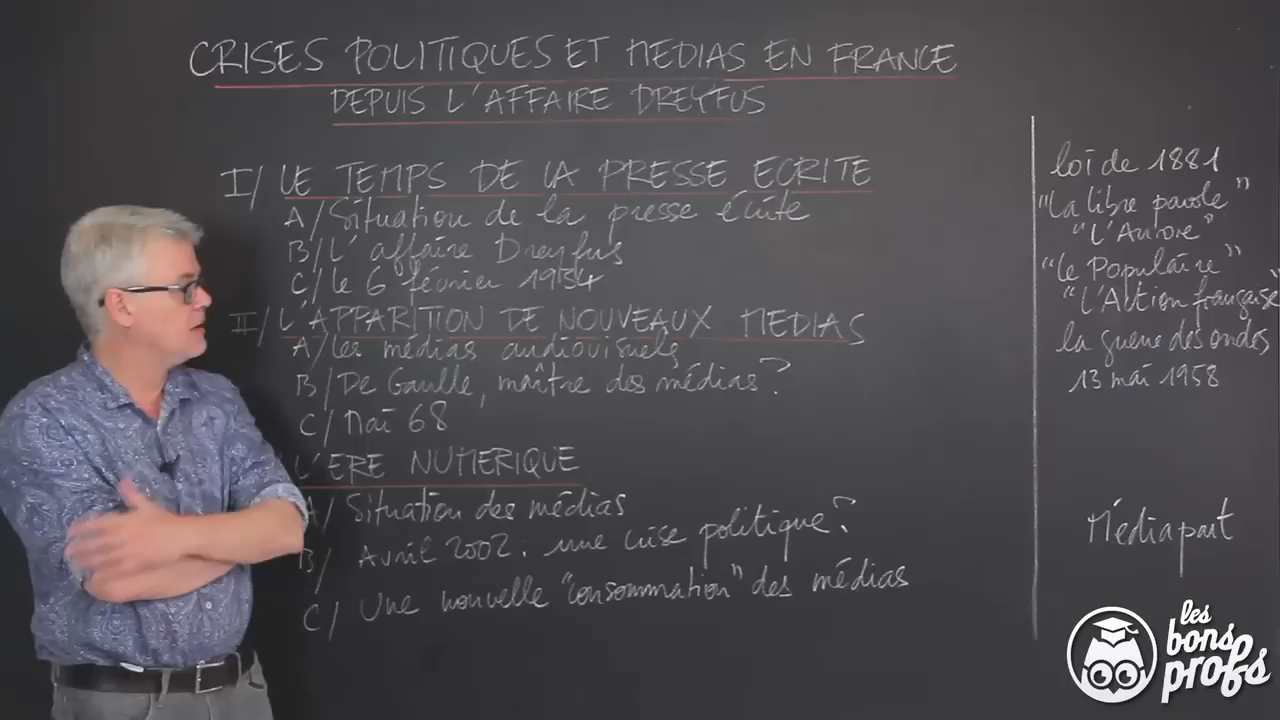 CRISES POLITIQUES ET MEDIAS EN FRANCE
DEPUIS L'AFFAIRE DREYFUS
I/ LE TEMPS DE LA PRESSE ECRITE
A/ Situation de la presse écrite
B/ L'affaire Dreyfus
C/ le 6 février 1934
II/ L'APPARITION DE NOUVEAUX MEDIAS
A/ les médias audiovisuels
B/ De Gaulle, maître des médias ?
C/ Mai 68
L'ERE NUMERIQUE
A/ Situation des médias
B/ Avril 2002 : une crise politique ?
C/ Une nouvelle "consommation" des médias
loi de 1881
"La libre parole"
"L'Aurore"
"Le Populaire"
"L'Action française"
la guerre des ondes
13 mai 1958
Médiapart
les bons profs